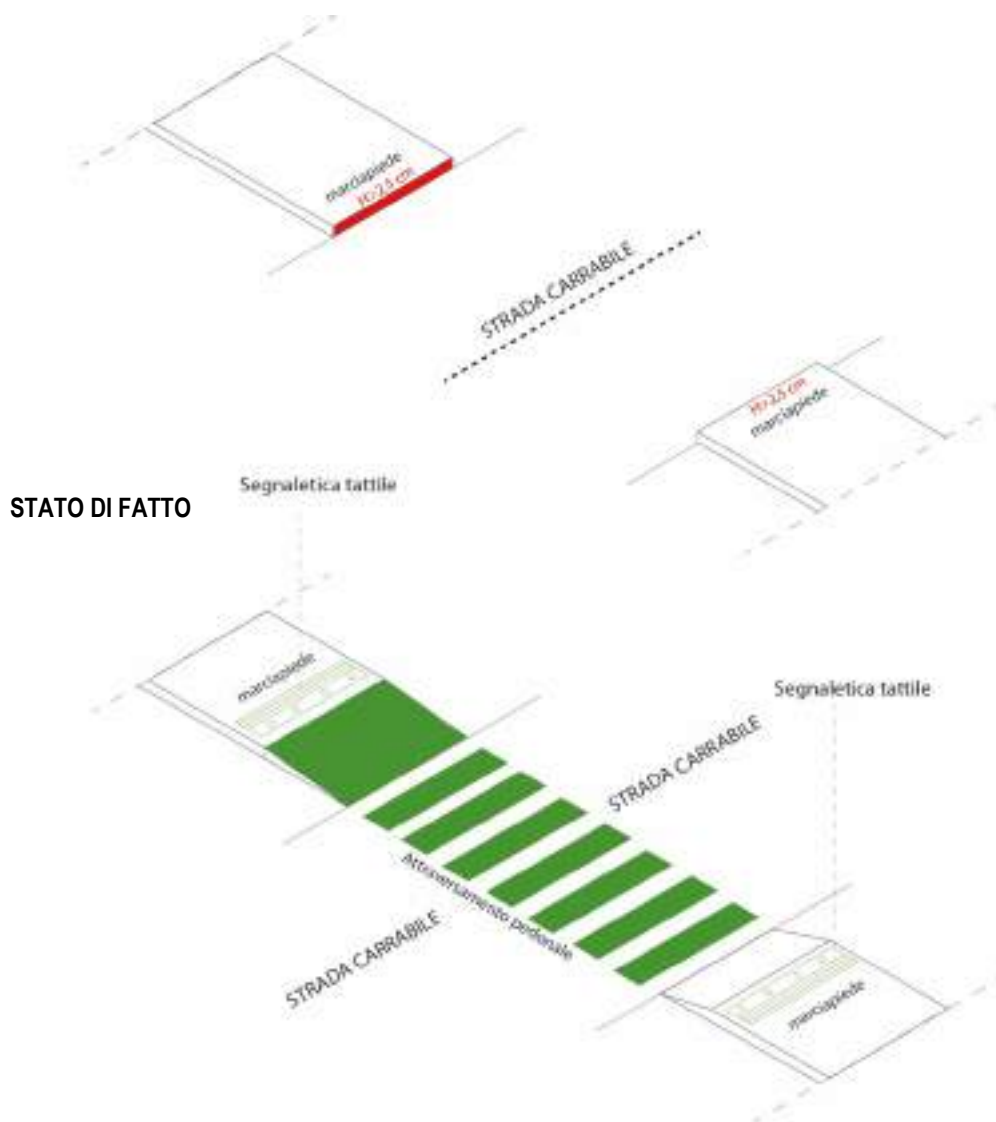 marciapiede
H>2,5 cm
STRADA CARRABILE
H>2,5 cm
marciapiede
Segnaletica tattile
STATO DI FATTO
marciapiede
Segnaletica tattile
STRADA CARRABILE
Attraversamento pedonale
STRADA CARRABILE
marciapiede